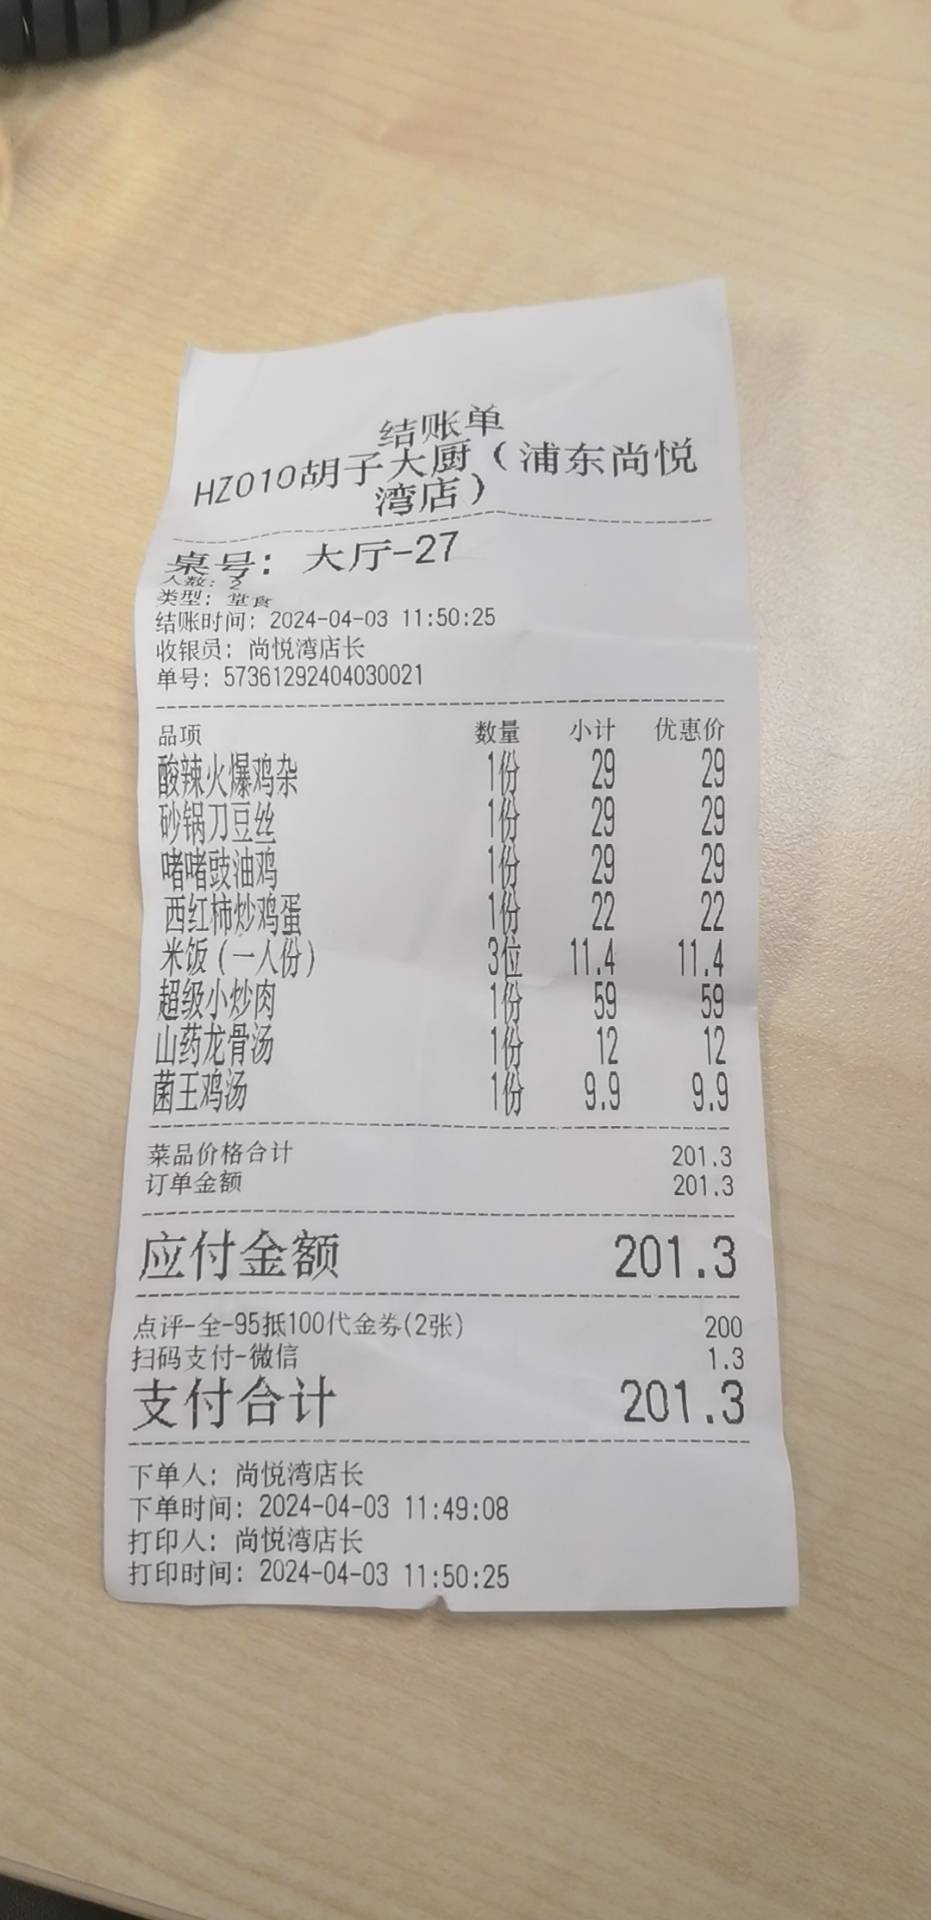 结账单
HZ010胡子大厨（浦东尚悦
湾店）
桌号：大厅-27
人数：2
类型：堂食
结账时间：2024-04-03 11:50:25
收银员：尚悦湾店长
单号：57361292404030021
品项 数量 小计 优惠价
酸辣火爆鸡杂 1份 29 29
砂锅刀豆丝 1份 29 29
啫啫豉油鸡 1份 29 29
西红柿炒鸡蛋 1份 22 22
米饭（一人份） 3位 11.4 11.4
超级小炒肉 1份 59 59
山药龙骨汤 1份 12 12
菌王鸡汤 1份 9.9 9.9
菜品价格合计 201.3
订单金额 201.3
应付金额 201.3
点评-全-95抵100代金券(2张) 200
扫码支付-微信 1.3
支付合计 201.3
下单人：尚悦湾店长
下单时间：2024-04-03 11:49:08
打印人：尚悦湾店长
打印时间：2024-04-03 11:50:25